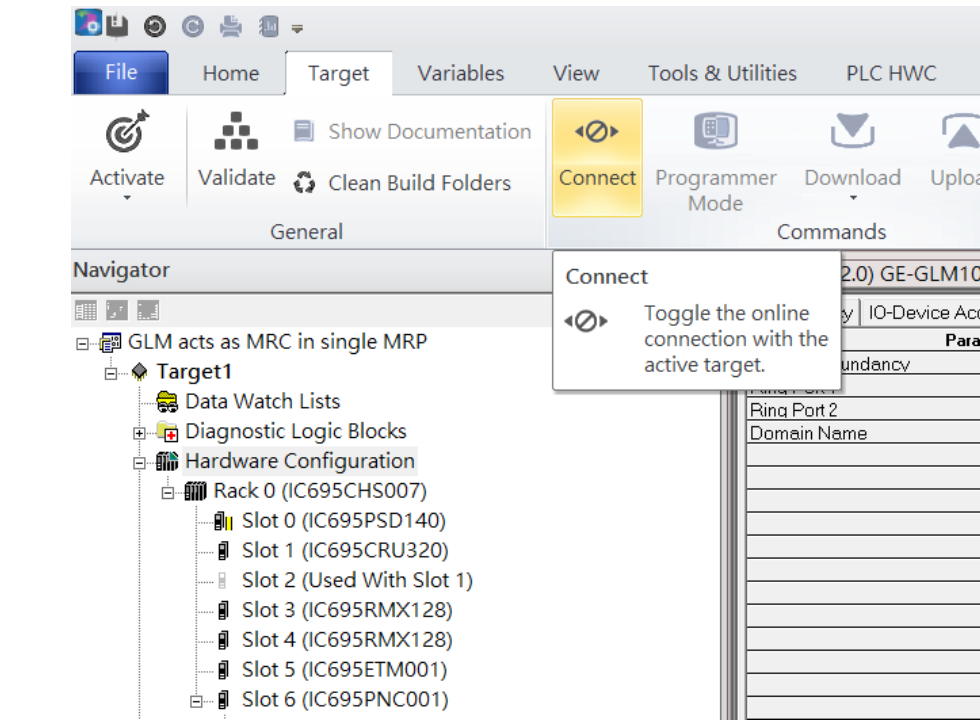 File Home Target Variables View Tools & Utilities PLC HWC
Show Documentation
Activate Validate Clean Build Folders Connect Programmer Mode Download
General Commands
Navigator
Connect
Toggle the online
connection with the
active target.
2.0) GE-GLM10
IO-Device
GLM acts as MRC in single MRP
Target1
Data Watch Lists
Ring Port 2
Diagnostic Logic Blocks
Domain Name
Hardware Configuration
Rack 0 (IC695CHS007)
Slot 0 (IC695PSD140)
Slot 1 (IC695CRU320)
Slot 2 (Used With Slot 1)
Slot 3 (IC695RMX128)
Slot 4 (IC695RMX128)
Slot 5 (IC695ETM001)
Slot 6 (IC695PNC001)